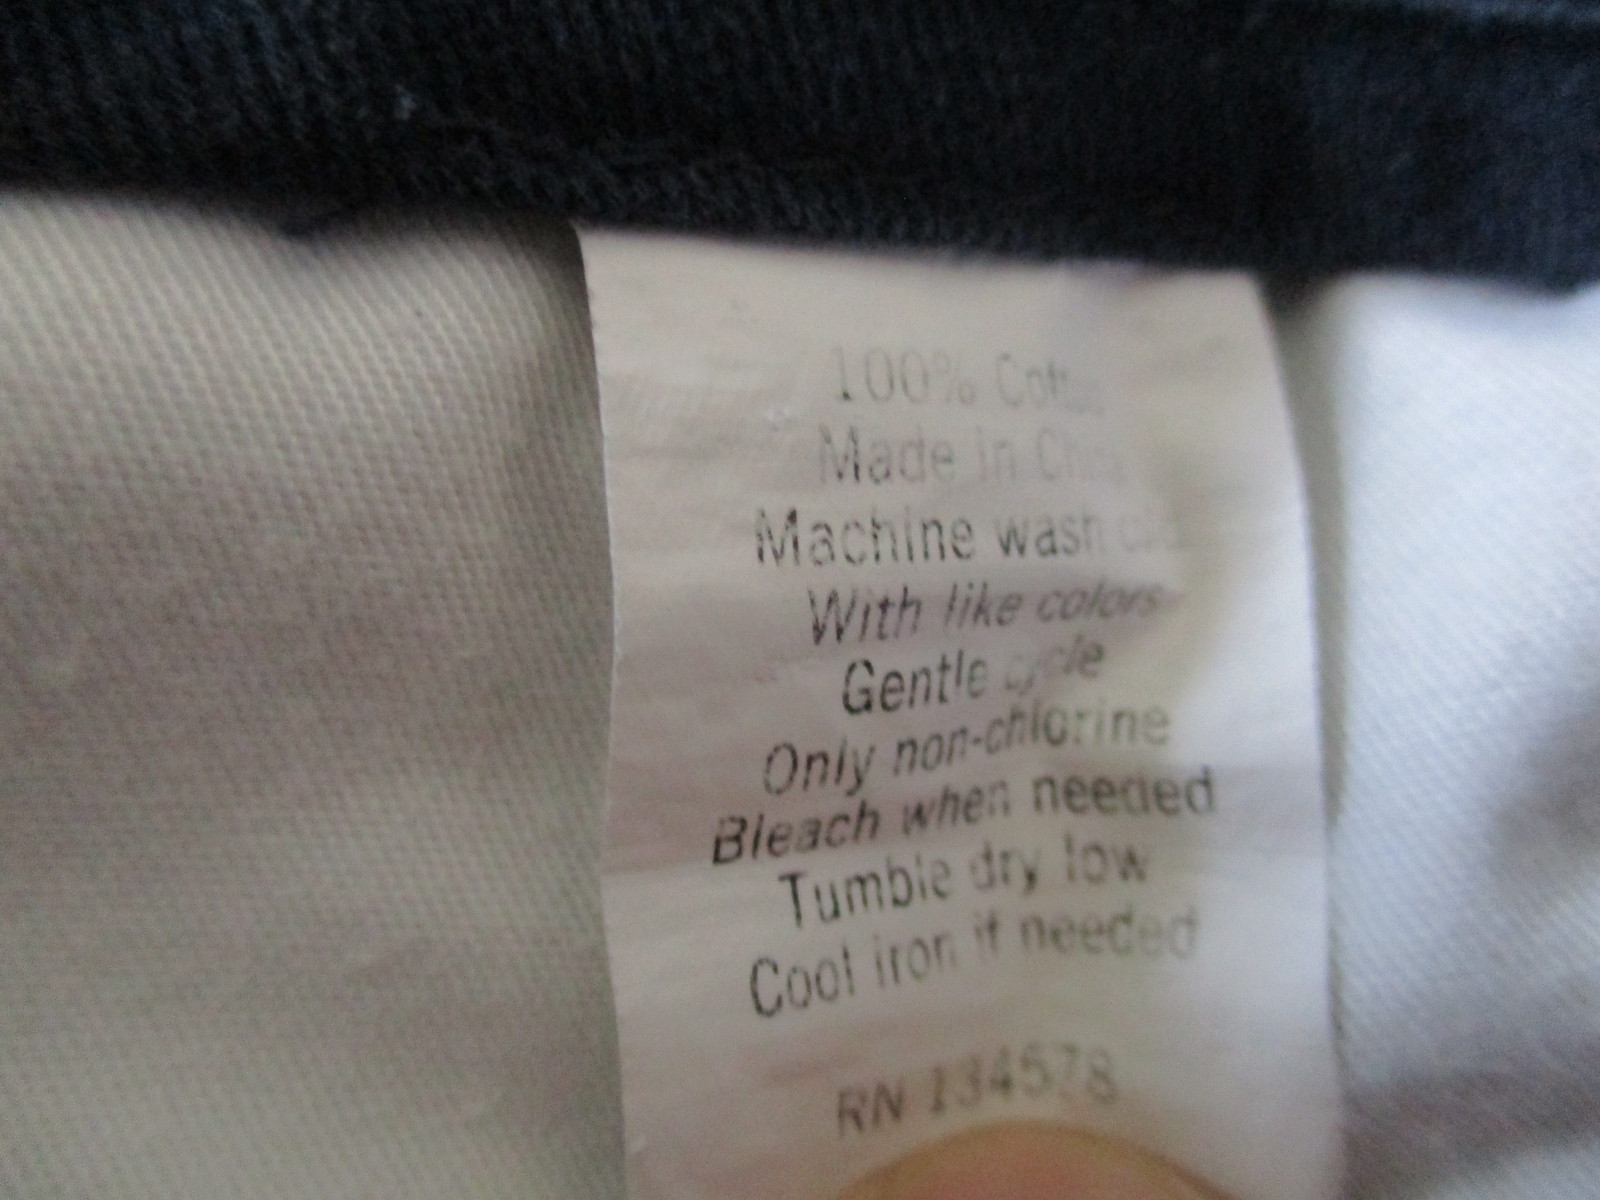 100% Cot
Made in Ch
Machine wash
With like colors
Gentle cycle
Only non-chlorine
Bleach when needed
Tumble dry low
Cool iron if needed
RN 134578